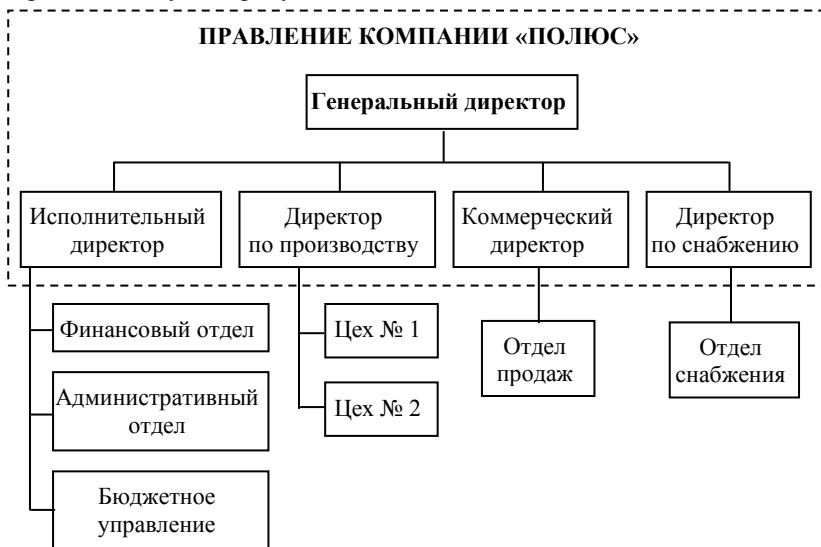 ПРАВЛЕНИЕ КОМПАНИИ «ПОЛЮС»
Генеральный директор
Исполнительный
директор
Директор
по производству
Коммерческий
директор
Директор
по снабжению
Финансовый отдел
Административный
отдел
Бюджетное
управление
Цех № 1
Цех № 2
Отдел
продаж
Отдел
снабжения